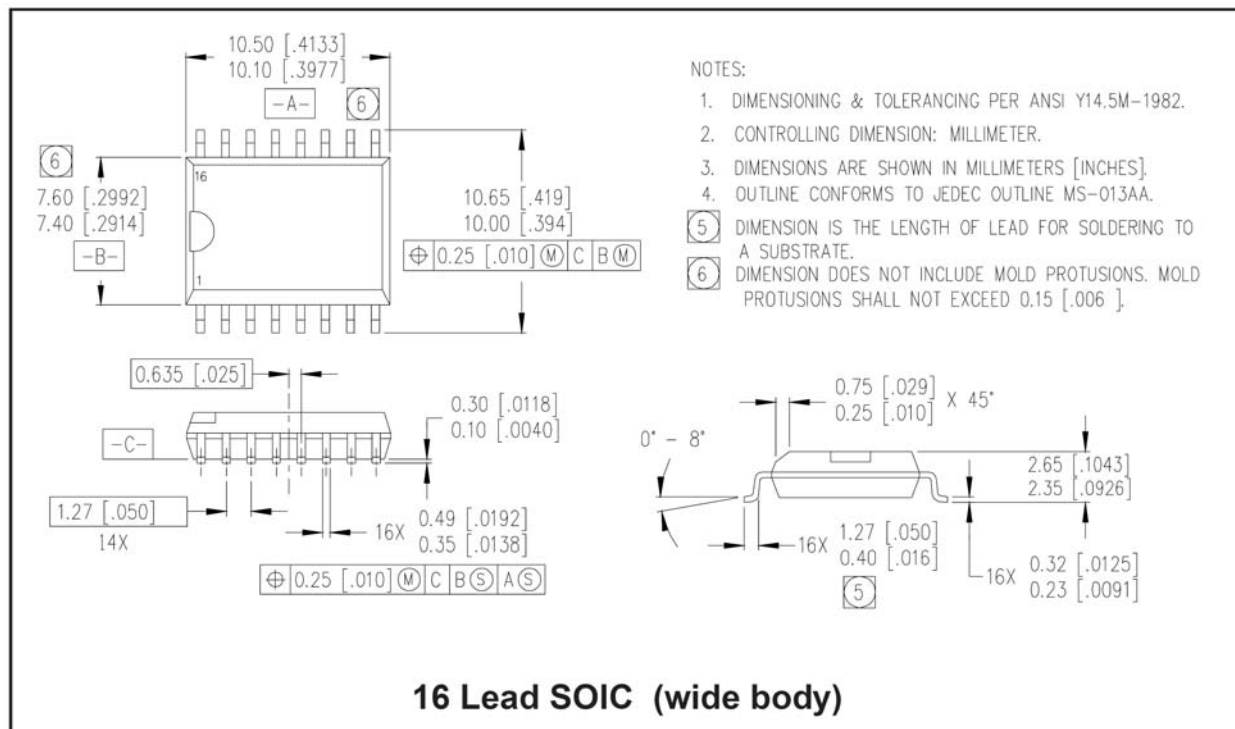 10.50 [.4133]
10.10 [.3977]
-A-
6
6
7.60 [.2992]
7.40 [.2914]
-B-
16
1
10.65 [.419]
10.00 [.394]
⌖ 0.25 [.010] Ⓜ C B Ⓜ
NOTES:
1. DIMENSIONING & TOLERANCING PER ANSI Y14.5M-1982.
2. CONTROLLING DIMENSION: MILLIMETER.
3. DIMENSIONS ARE SHOWN IN MILLIMETERS [INCHES].
4. OUTLINE CONFORMS TO JEDEC OUTLINE MS-013AA.
5 DIMENSION IS THE LENGTH OF LEAD FOR SOLDERING TO
A SUBSTRATE.
6 DIMENSION DOES NOT INCLUDE MOLD PROTUSIONS. MOLD
PROTUSIONS SHALL NOT EXCEED 0.15 [.006 ].
0.635 [.025]
-C-
0.30 [.0118]
0.10 [.0040]
1.27 [.050]
14X
16X 0.49 [.0192]
0.35 [.0138]
⌖ 0.25 [.010] Ⓜ C B Ⓢ A Ⓢ
0.75 [.029]
0.25 [.010] X 45°
0° - 8°
2.65 [.1043]
2.35 [.0926]
16X 1.27 [.050]
0.40 [.016]
5
16X 0.32 [.0125]
0.23 [.0091]
16 Lead SOIC (wide body)